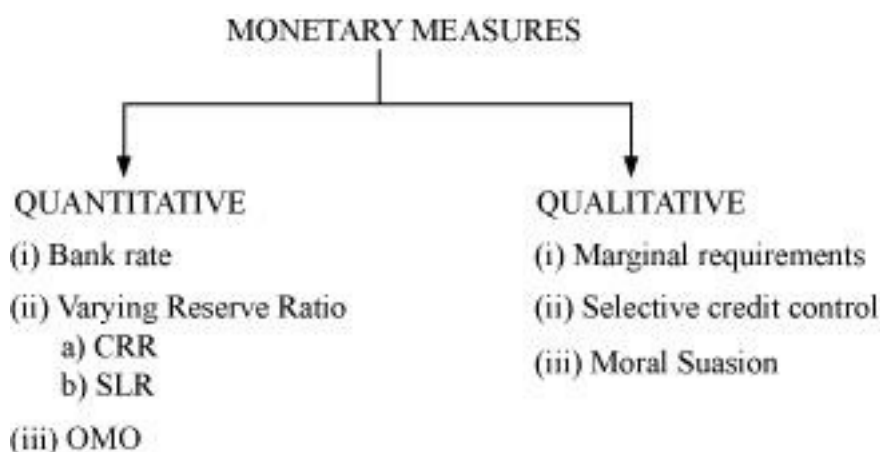 MONETARY MEASURES
QUANTITATIVE
(i) Bank rate
(ii) Varying Reserve Ratio
a) CRR
b) SLR
(iii) OMO
QUALITATIVE
(i) Marginal requirements
(ii) Selective credit control
(iii) Moral Suasion